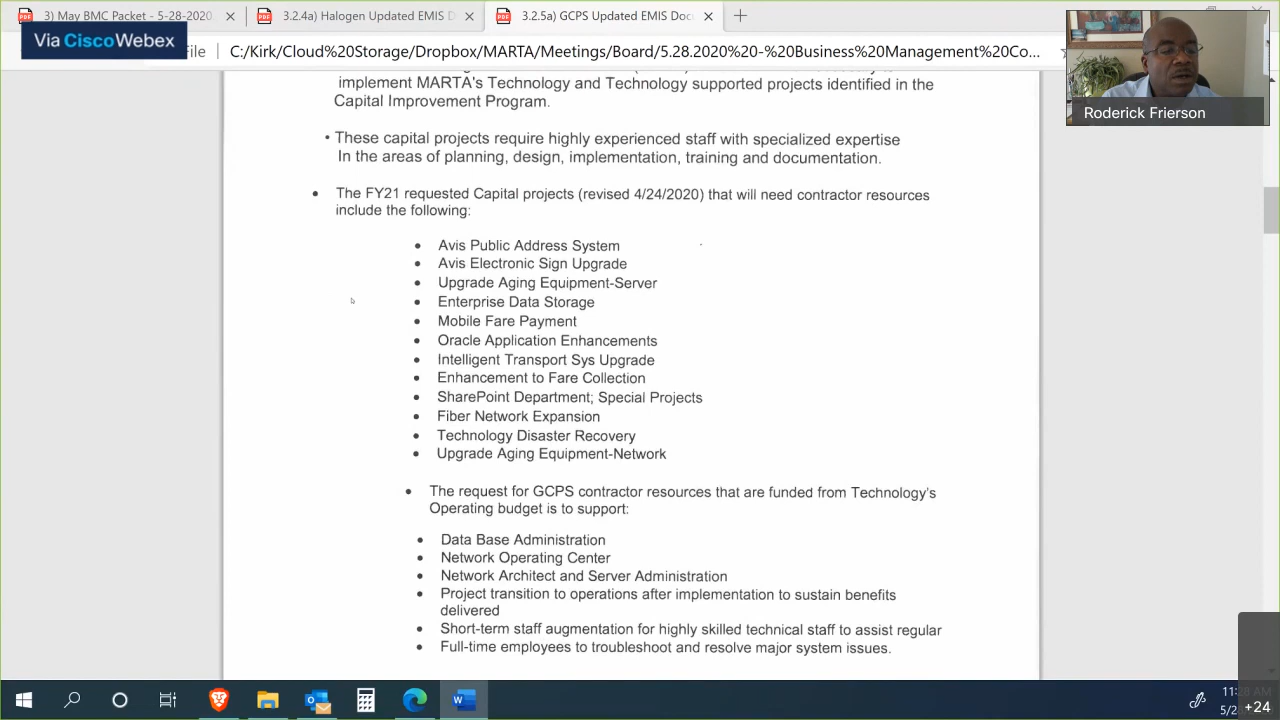 3) May BMC Packet - 5-28-2020
3.2.4a) Halogen Updated EMIS D
3.2.5a) GCPS Updated EMIS Doc
Via CiscoWebex
File
C:/Kirk/Cloud%20Storage/Dropbox/MARTA/Meetings/Board/5.28.2020%20-%20Business%20Management%20Co...
Roderick Frierson
implement MARTA's Technology and Technology supported projects identified in the
Capital Improvement Program.
• These capital projects require highly experienced staff with specialized expertise
In the areas of planning, design, implementation, training and documentation.
• The FY21 requested Capital projects (revised 4/24/2020) that will need contractor resources
include the following:
• Avis Public Address System
• Avis Electronic Sign Upgrade
• Upgrade Aging Equipment-Server
• Enterprise Data Storage
• Mobile Fare Payment
• Oracle Application Enhancements
• Intelligent Transport Sys Upgrade
• Enhancement to Fare Collection
• SharePoint Department; Special Projects
• Fiber Network Expansion
• Technology Disaster Recovery
• Upgrade Aging Equipment-Network
• The request for GCPS contractor resources that are funded from Technology's
Operating budget is to support:
• Data Base Administration
• Network Operating Center
• Network Architect and Server Administration
• Project transition to operations after implementation to sustain benefits
delivered
• Short-term staff augmentation for highly skilled technical staff to assist regular
• Full-time employees to troubleshoot and resolve major system issues.
+24